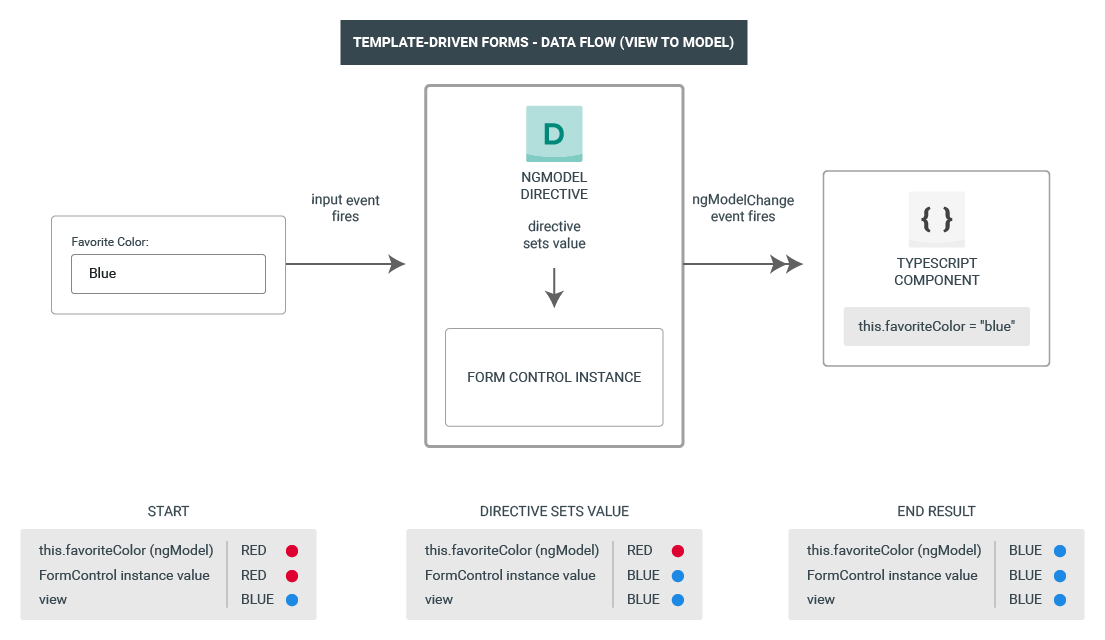 TEMPLATE-DRIVEN FORMS - DATA FLOW (VIEW TO MODEL)
Favorite Color:
Blue
input event
fires
D
NGMODEL
DIRECTIVE
directive
sets value
FORM CONTROL INSTANCE
ngModelChange
event fires
{ }
TYPESCRIPT
COMPONENT
this.favoriteColor = "blue"
START
this.favoriteColor (ngModel) RED
FormControl instance value RED
view BLUE
DIRECTIVE SETS VALUE
this.favoriteColor (ngModel) RED
FormControl instance value BLUE
view BLUE
END RESULT
this.favoriteColor (ngModel) BLUE
FormControl instance value BLUE
view BLUE